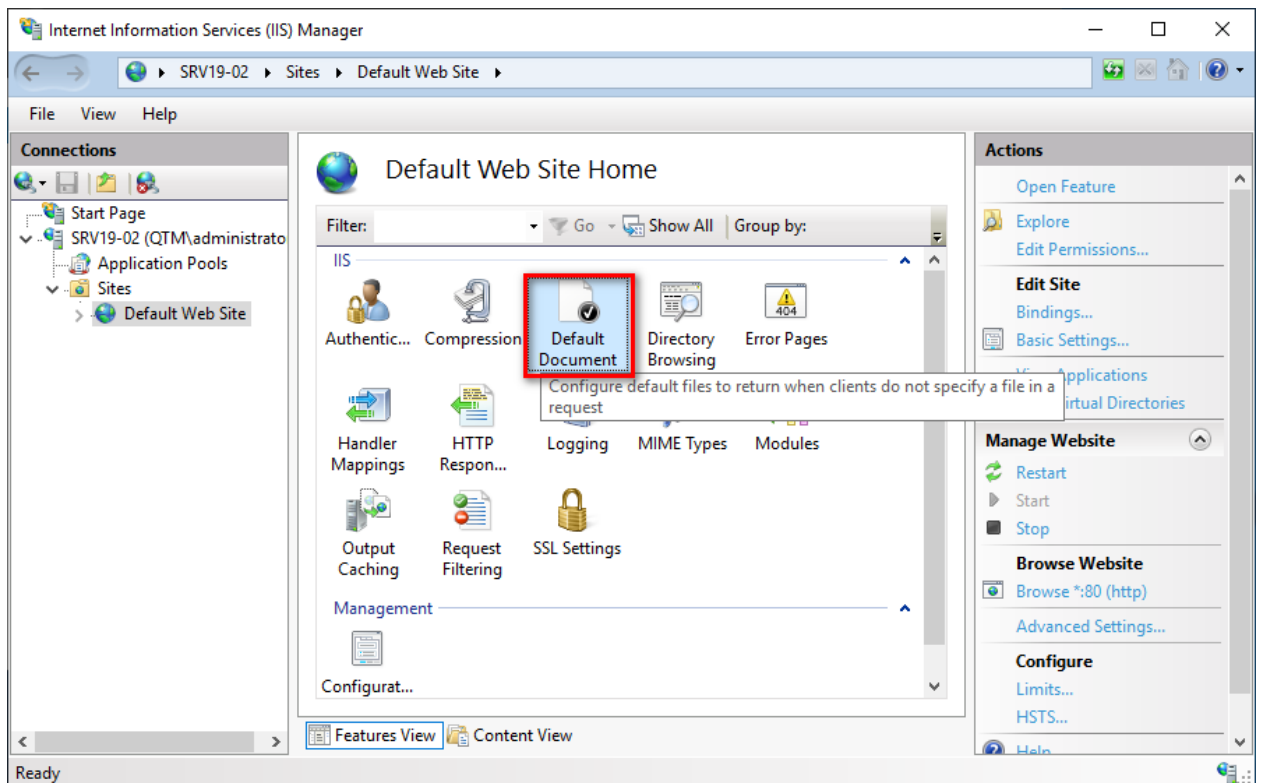 Internet Information Services (IIS) Manager
SRV19-02 Sites Default Web Site
File View Help
Connections
Start Page
SRV19-02 (QTM\administrato
Application Pools
Sites
Default Web Site
Default Web Site Home
Filter: Go Show All Group by:
IIS
Authentic... Compression Default Document Directory Browsing Error Pages
404
Configure default files to return when clients do not specify a file in a
request
Handler Mappings HTTP Respon... Logging MIME Types Modules
Output Caching Request Filtering SSL Settings
Management
Configurat...
Features View Content View
Actions
Open Feature
Explore
Edit Permissions...
Edit Site
Bindings...
Basic Settings...
Applications
irtual Directories
Manage Website
Restart
Start
Stop
Browse Website
Browse *:80 (http)
Advanced Settings...
Configure
Limits...
HSTS...
Help
Ready